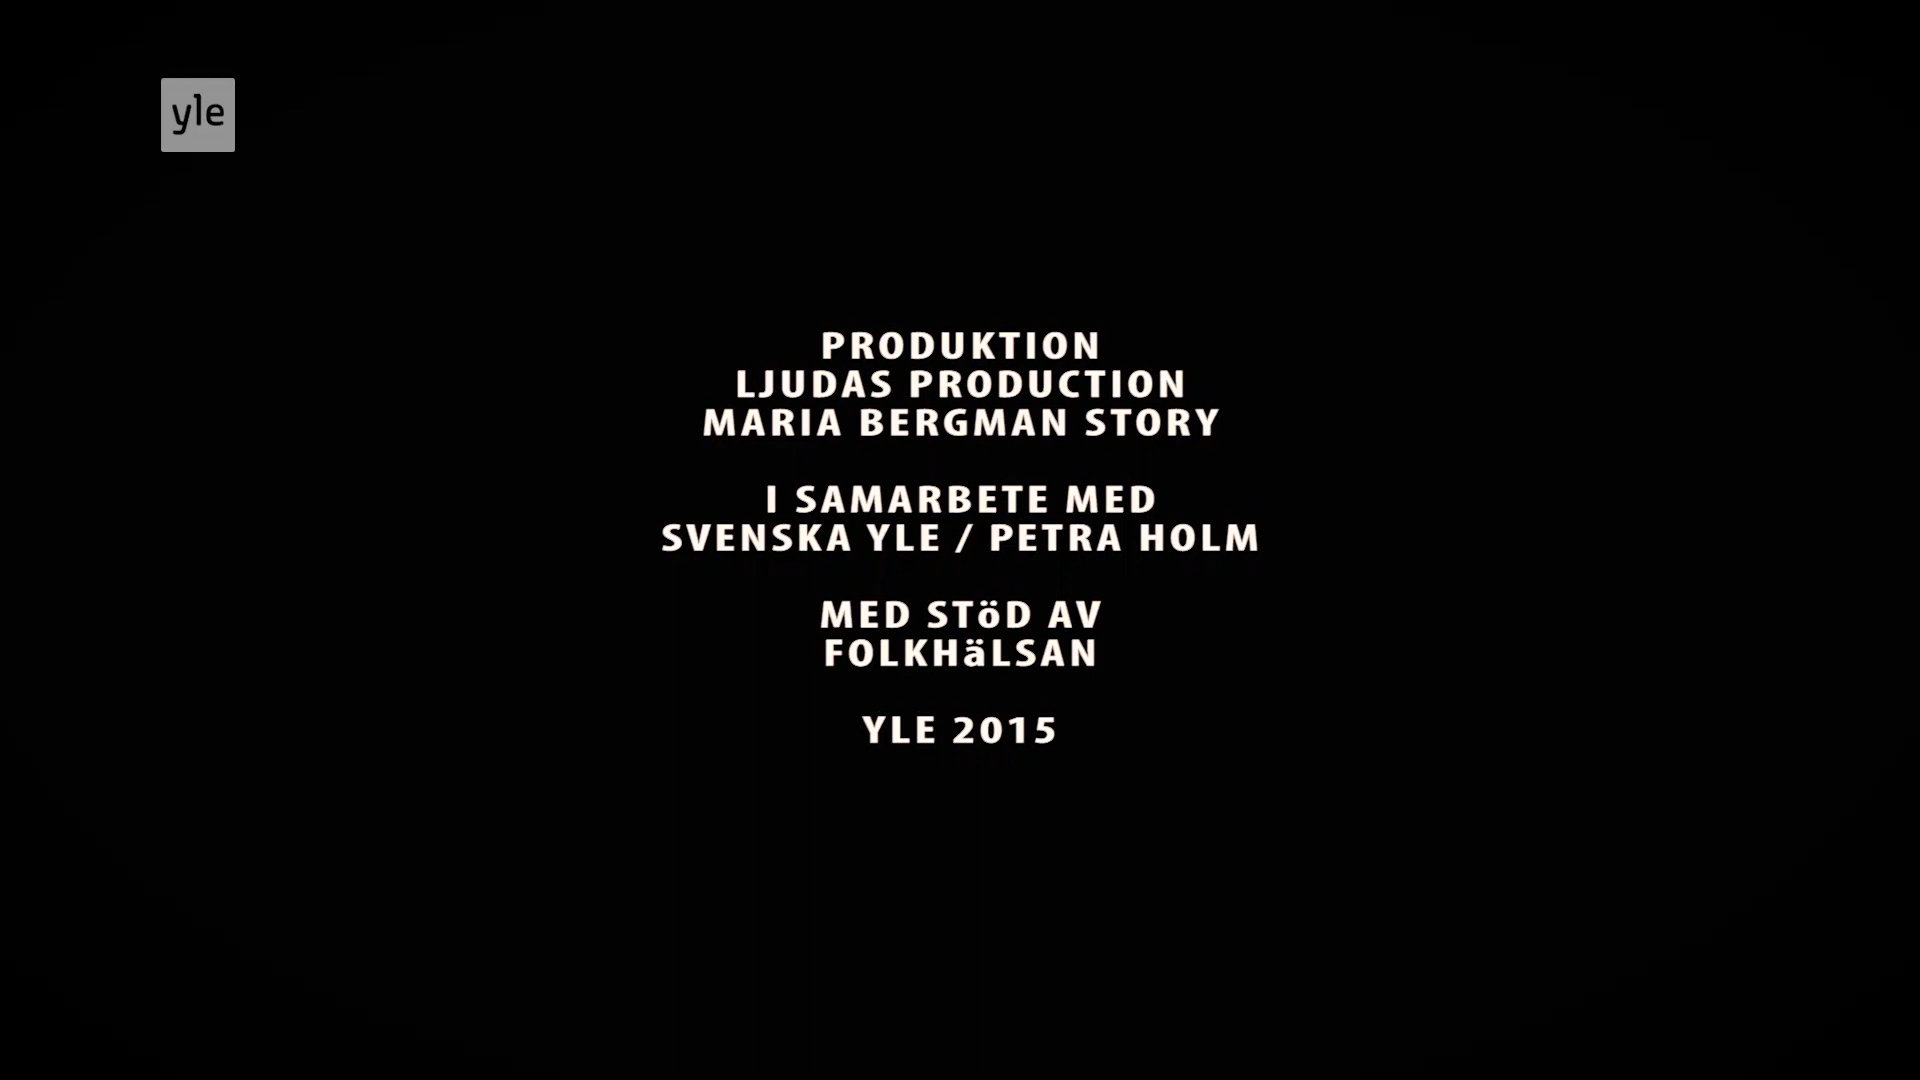 yle
PRODUKTION
LJUDAS PRODUCTION
MARIA BERGMAN STORY
I SAMARBETE MED
SVENSKA YLE / PETRA HOLM
MED STöD AV
FOLKHäLSAN
YLE 2015